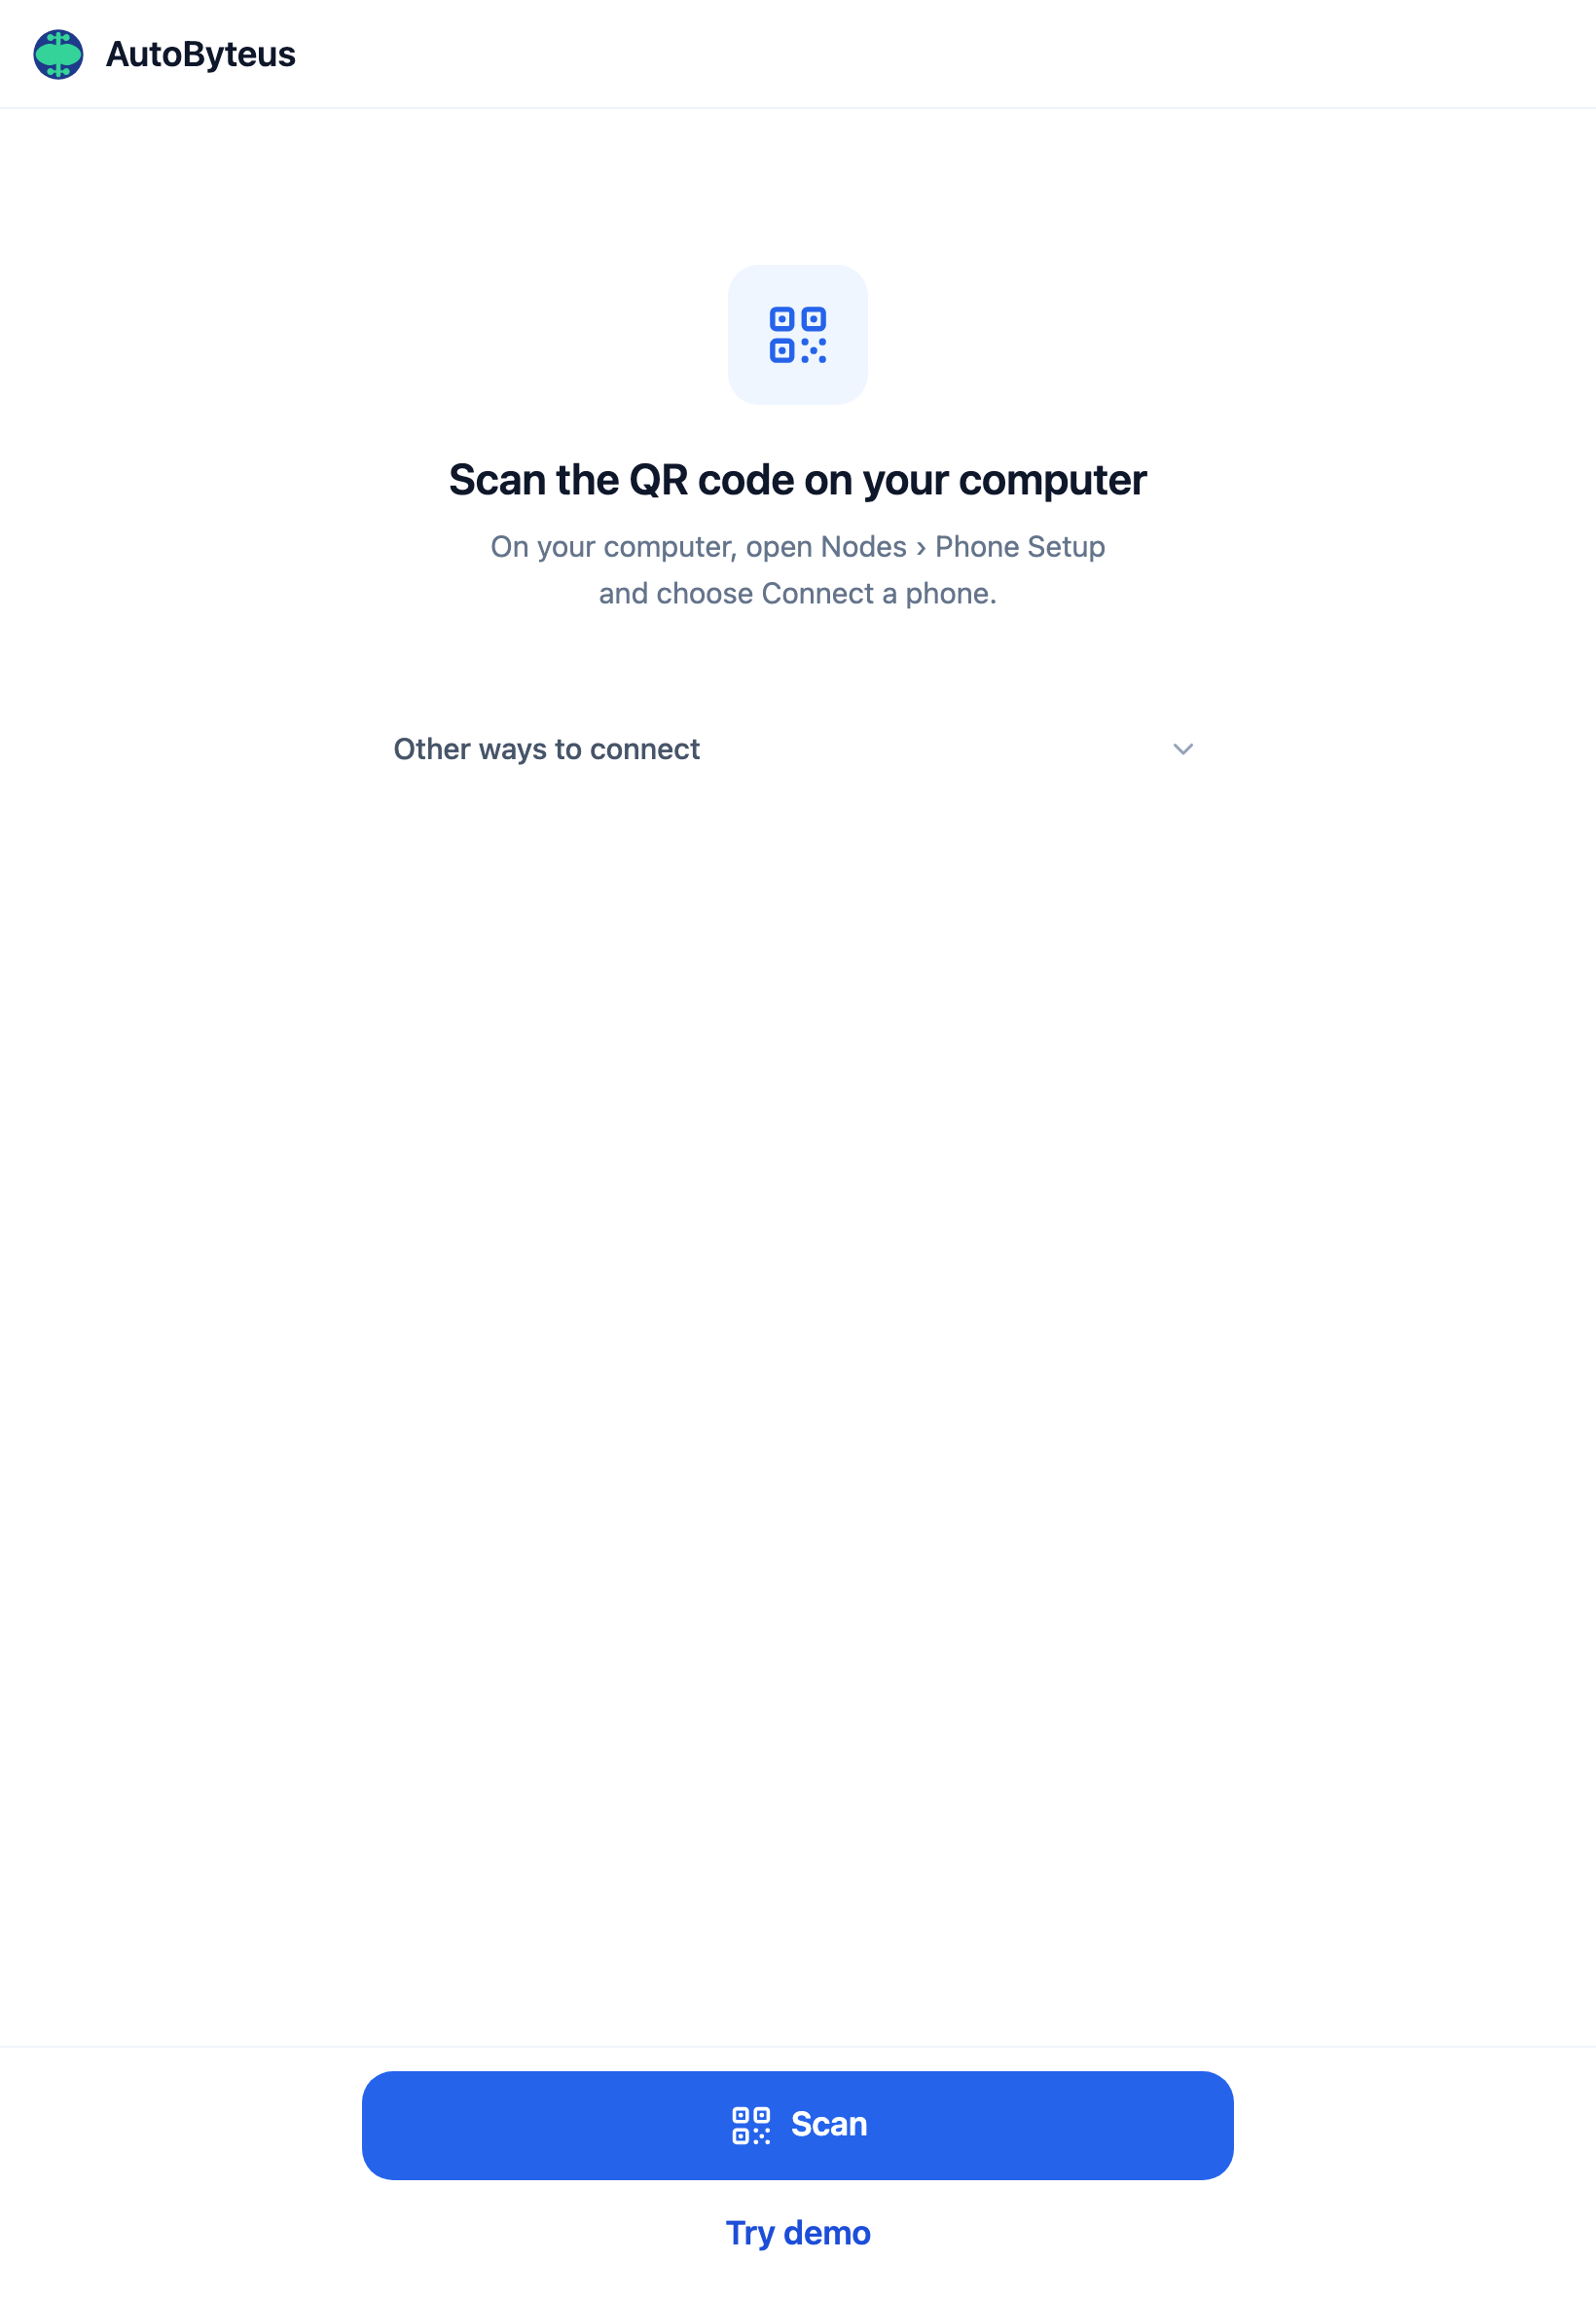 AutoByteus
Scan the QR code on your computer
On your computer, open Nodes › Phone Setup
and choose Connect a phone.
Other ways to connect
Scan
Try demo